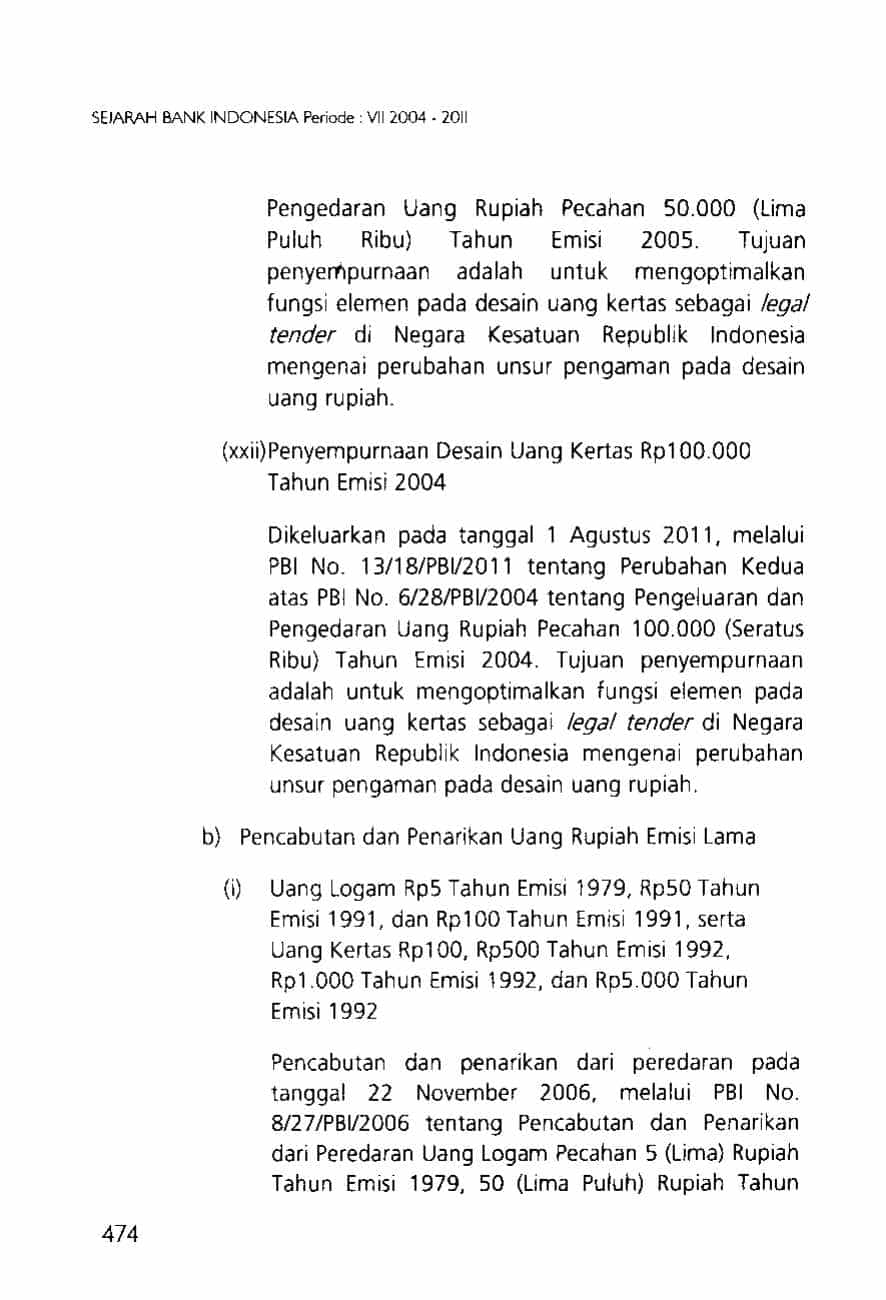 SEJARAH BANK INDONESIA Periode : VII 2004 - 2011
Pengedaran Uang Rupiah Pecahan 50.000 (Lima
Puluh Ribu) Tahun Emisi 2005. Tujuan
penyempurnaan adalah untuk mengoptimalkan
fungsi elemen pada desain uang kertas sebagai legal
tender di Negara Kesatuan Republik Indonesia
mengenai perubahan unsur pengaman pada desain
uang rupiah.
(xxii)Penyempurnaan Desain Uang Kertas Rp100.000
Tahun Emisi 2004
Dikeluarkan pada tanggal 1 Agustus 2011, melalui
PBI No. 13/18/PBI/2011 tentang Perubahan Kedua
atas PBI No. 6/28/PBI/2004 tentang Pengeluaran dan
Pengedaran Uang Rupiah Pecahan 100.000 (Seratus
Ribu) Tahun Emisi 2004. Tujuan penyempurnaan
adalah untuk mengoptimalkan fungsi elemen pada
desain uang kertas sebagai legal tender di Negara
Kesatuan Republik Indonesia mengenai perubahan
unsur pengaman pada desain uang rupiah.
b) Pencabutan dan Penarikan Uang Rupiah Emisi Lama
(i) Uang Logam Rp5 Tahun Emisi 1979, Rp50 Tahun
Emisi 1991, dan Rp100 Tahun Emisi 1991, serta
Uang Kertas Rp100, Rp500 Tahun Emisi 1992,
Rp1.000 Tahun Emisi 1992, dan Rp5.000 Tahun
Emisi 1992
Pencabutan dan penarikan dari peredaran pada
tanggal 22 November 2006, melalui PBI No.
8/27/PBI/2006 tentang Pencabutan dan Penarikan
dari Peredaran Uang Logam Pecahan 5 (Lima) Rupiah
Tahun Emisi 1979, 50 (Lima Puluh) Rupiah Tahun
474